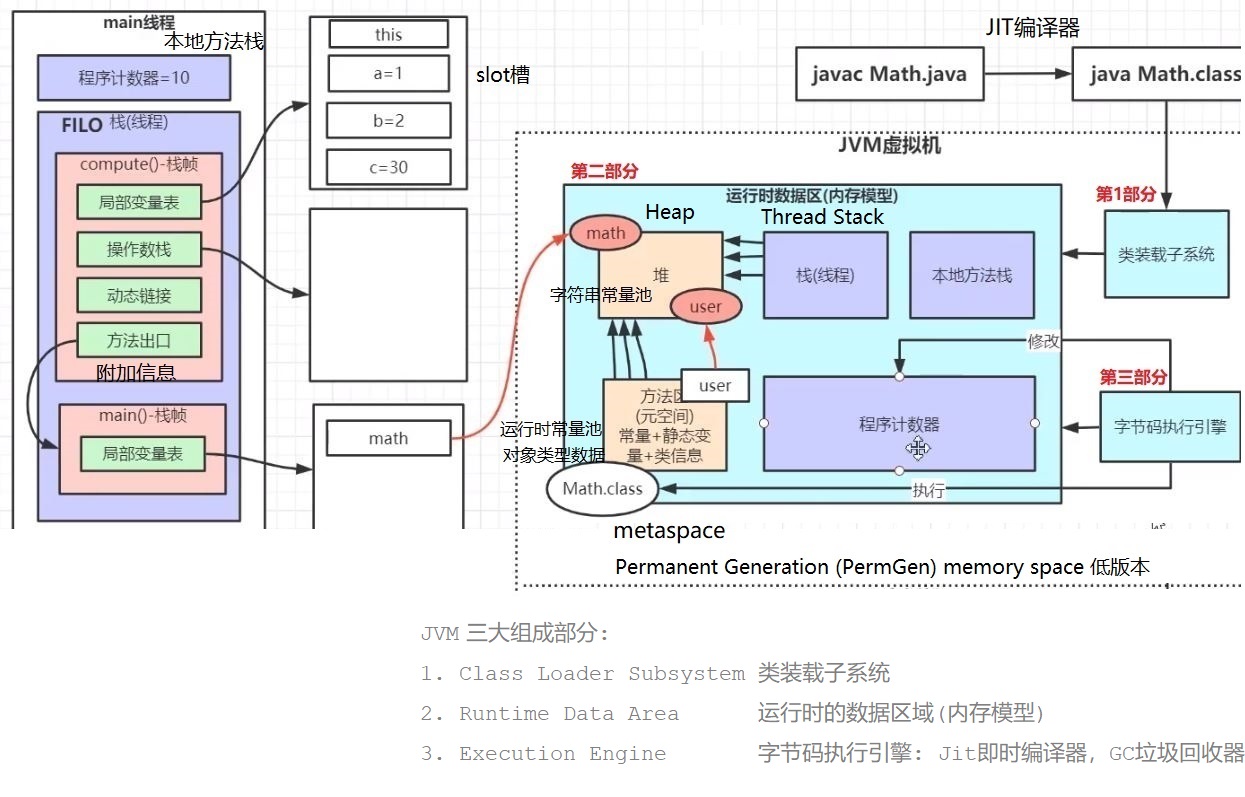 main线程
本地方法栈
程序计数器=10
FILO 栈(线程)
compute()-栈帧
局部变量表
操作数栈
动态链接
方法出口
附加信息
main()-栈帧
局部变量表
this
a=1
b=2
c=30
slot槽
math
JIT编译器
javac Math.java
java Math.class
JVM虚拟机
第二部分
运行时数据区(内存模型)
Heap
Thread Stack
math
堆
字符串常量池
user
栈(线程)
本地方法栈
第1部分
类装载子系统
修改
user
方法区
(元空间)
常量+静态变
量+类信息
运行时常量池
对象类型数据
程序计数器
第三部分
字节码执行引擎
Math.class
执行
metaspace
Permanent Generation (PermGen) memory space 低版本
JVM 三大组成部分:
1. Class Loader Subsystem 类装载子系统
2. Runtime Data Area 运行时的数据区域(内存模型)
3. Execution Engine 字节码执行引擎: Jit即时编译器, GC垃圾回收器